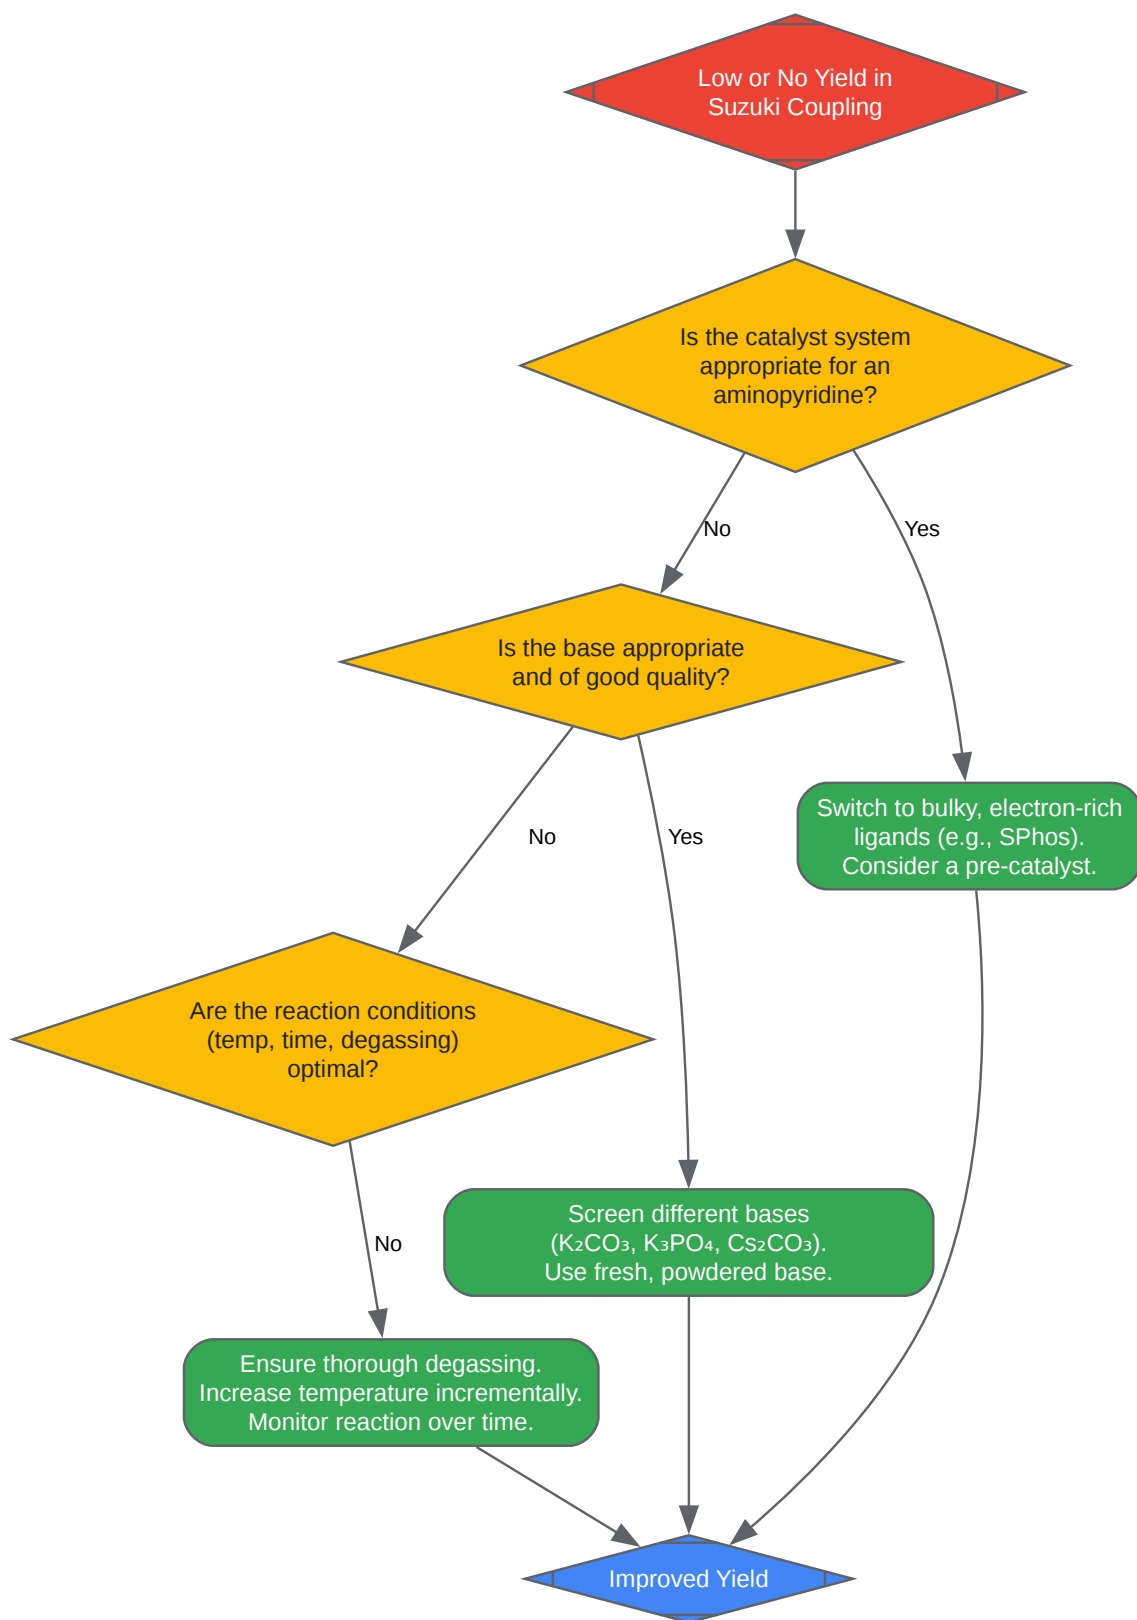 Low or No Yield in
Suzuki Coupling
Is the catalyst system
appropriate for an
aminopyridine?
No
Yes
Is the base appropriate
and of good quality?
No
Yes
Switch to bulky, electron-rich
ligands (e.g., SPhos).
Consider a pre-catalyst.
Are the reaction conditions
(temp, time, degassing)
optimal?
No
Screen different bases
(K₂CO₃, K₃PO₄, Cs₂CO₃).
Use fresh, powdered base.
Ensure thorough degassing.
Increase temperature incrementally.
Monitor reaction over time.
Improved Yield